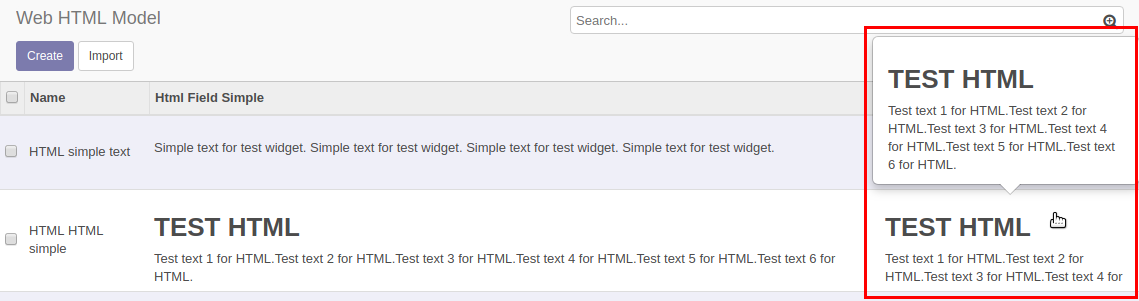 Web HTML Model
Search...
Create
Import
Name
Html Field Simple
TEST HTML
Test text 1 for HTML.Test text 2 for
HTML.Test text 3 for HTML.Test text 4
for HTML.Test text 5 for HTML.Test text
6 for HTML.
HTML simple text
Simple text for test widget. Simple text for test widget. Simple text for test widget. Simple text for test widget.
HTML HTML
simple
TEST HTML
Test text 1 for HTML.Test text 2 for HTML.Test text 3 for HTML.Test text 4 for HTML.Test text 5 for HTML.Test text 6 for
HTML.
TEST HTML
Test text 1 for HTML.Test text 2 for
HTML.Test text 3 for HTML.Test text 4 for